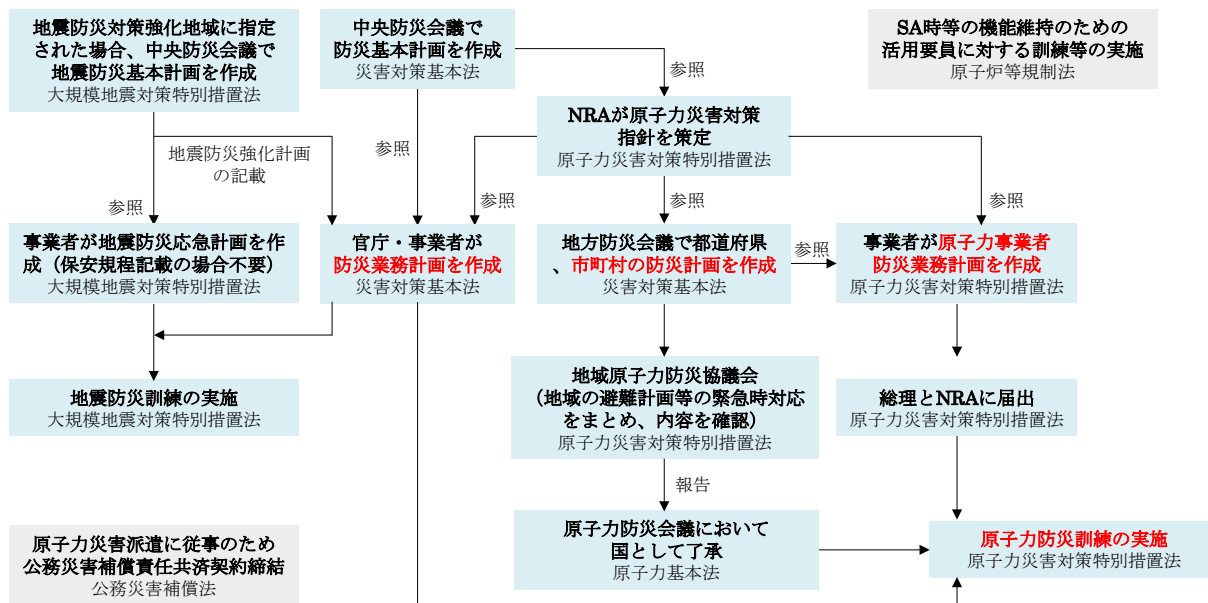 地震防災対策強化地域に指定
された場合、中央防災会議で
地震防災基本計画を作成
大規模地震対策特別措置法
中央防災会議で
防災基本計画を作成
災害対策基本法
SA時等の機能維持のための
活用要員に対する訓練等の実施
原子炉等規制法
参照
NRAが原子力災害対策
指針を策定
原子力災害対策特別措置法
地震防災強化計画
の記載
参照
参照
参照
参照
参照
事業者が地震防災応急計画を作
成（保安規程記載の場合不要）
大規模地震対策特別措置法
官庁・事業者が
防災業務計画を作成
災害対策基本法
地方防災会議で都道府県
、市町村の防災計画を作成
災害対策基本法
参照
事業者が原子力事業者
防災業務計画を作成
原子力災害対策特別措置法
地震防災訓練の実施
大規模地震対策特別措置法
地域原子力防災協議会
（地域の避難計画等の緊急時対応
をまとめ、内容を確認）
原子力災害対策特別措置法
総理とNRAに届出
原子力災害対策特別措置法
報告
原子力災害派遣に従事のため
公務災害補償責任共済契約締結
公務災害補償法
原子力防災会議において
国として了承
原子力基本法
原子力防災訓練の実施
原子力災害対策特別措置法